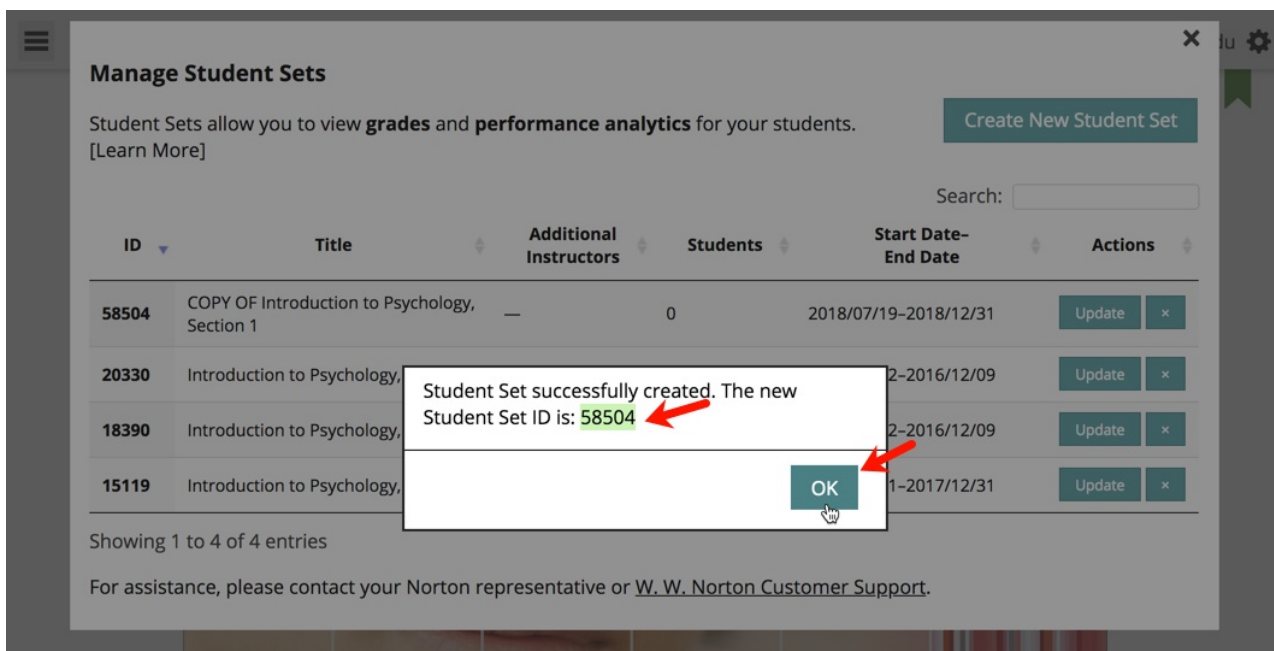 du
×
Manage Student Sets
Student Sets allow you to view grades and performance analytics for your students.
[Learn More]
Create New Student Set
Search:
ID Title Additional Instructors Students Start Date–End Date Actions
58504 COPY OF Introduction to Psychology, Section 1 — 0 2018/07/19–2018/12/31 Update ×
20330 Introduction to Psychology, 2–2016/12/09 Update ×
18390 Introduction to Psychology, 2–2016/12/09 Update ×
15119 Introduction to Psychology, 1–2017/12/31 Update ×
Student Set successfully created. The new
Student Set ID is: 58504
OK
Showing 1 to 4 of 4 entries
For assistance, please contact your Norton representative or W. W. Norton Customer Support.